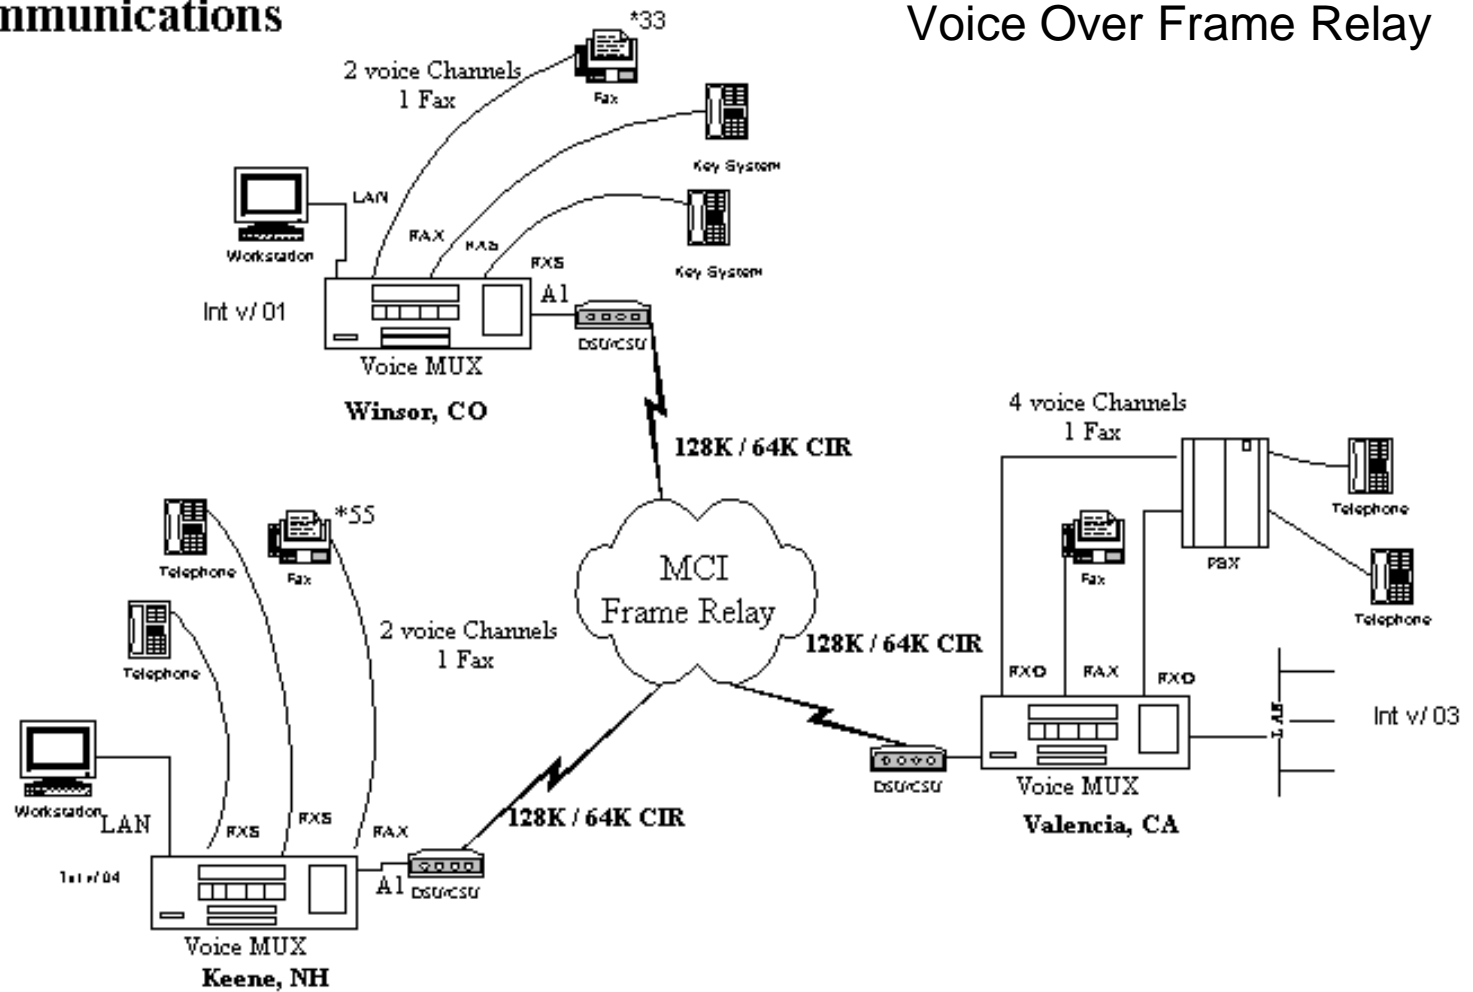 mmunications
Voice Over Frame Relay
*33
2 voice Channels
1 Fax
Fax
Key System
LAN
FAX
FXS
FXS
Workstation
Key System
Int v/ 01
A1
DSU/CSU
Voice MUX
Winsor, CO
128K / 64K CIR
4 voice Channels
1 Fax
Telephone
*55
Telephone
Fax
Fax
PBX
Telephone
MCI
Frame Relay
2 voice Channels
1 Fax
Telephone
128K / 64K CIR
FXO
FAX
FXO
LAN
Int v/ 03
DSU/CSU
Voice MUX
Valencia, CA
Workstation
LAN
FXS
FXS
FAX
128K / 64K CIR
Int v/ 04
A1
DSU/CSU
Voice MUX
Keene, NH